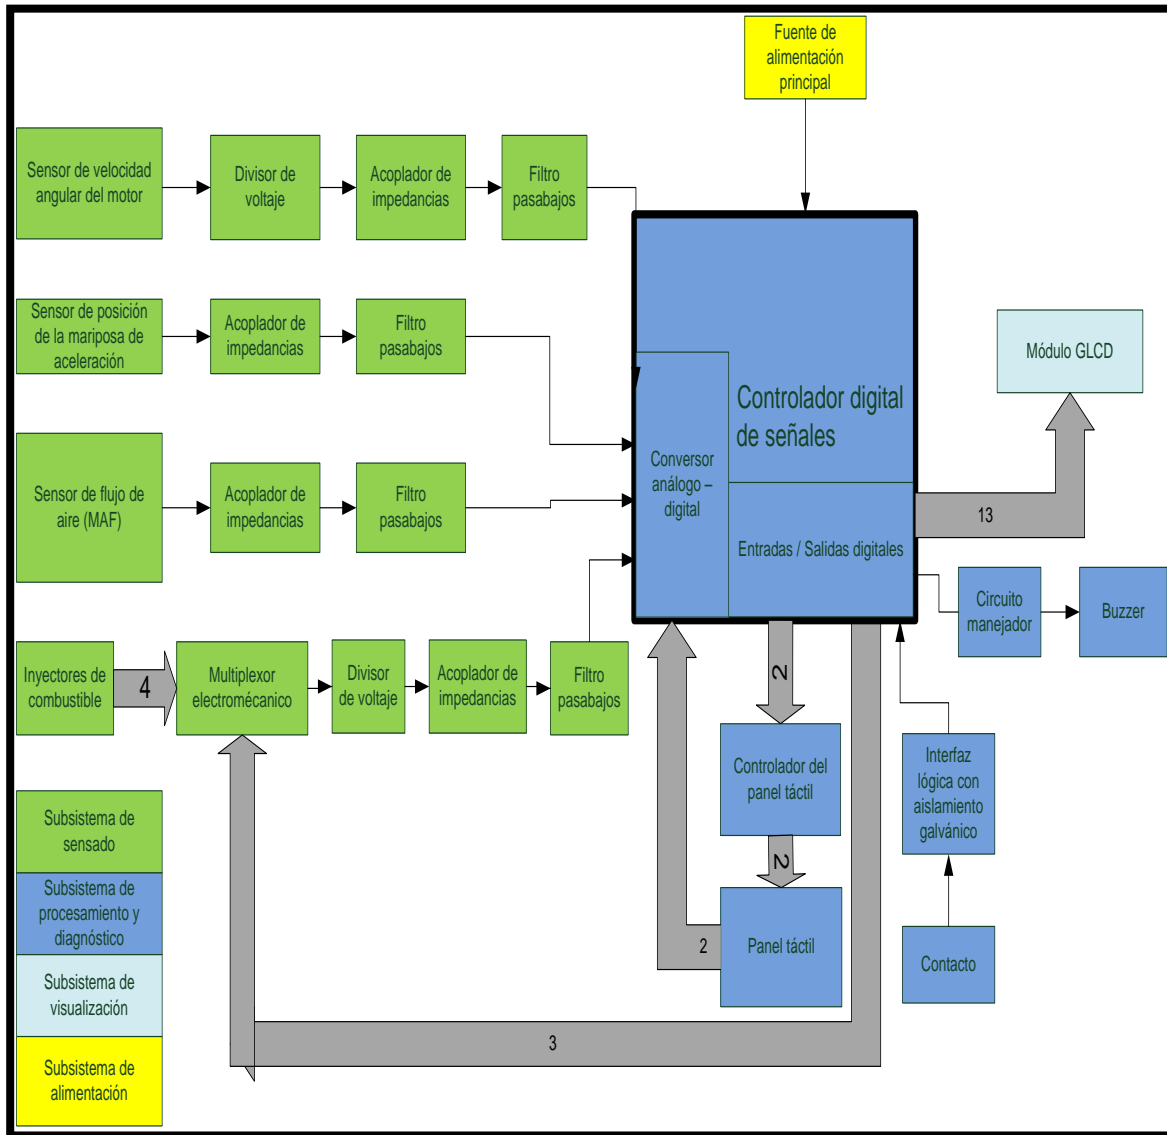 Fuente de
alimentación
principal
Sensor de velocidad
angular del motor
Divisor de
voltaje
Acoplador de
impedancias
Filtro
pasabajos
Sensor de posición
de la mariposa de
aceleración
Acoplador de
impedancias
Filtro
pasabajos
Módulo GLCD
Controlador digital
de señales
Sensor de flujo de
aire (MAF)
Acoplador de
impedancias
Filtro
pasabajos
Conversor
análogo –
digital
13
Entradas / Salidas digitales
Circuito
manejador
Buzzer
Inyectores de
combustible
4
Multiplexor
electromécánico
Divisor
de voltaje
Acoplador de
impedancias
Filtro
pasabajos
2
Controlador del
panel táctil
Interfaz
lógica con
aislamiento
galvánico
2
2
Panel táctil
Contacto
Subsistema de
sensado
Subsistema de
procesamiento y
diagnóstico
Subsistema de
visualización
3
Subsistema de
alimentación